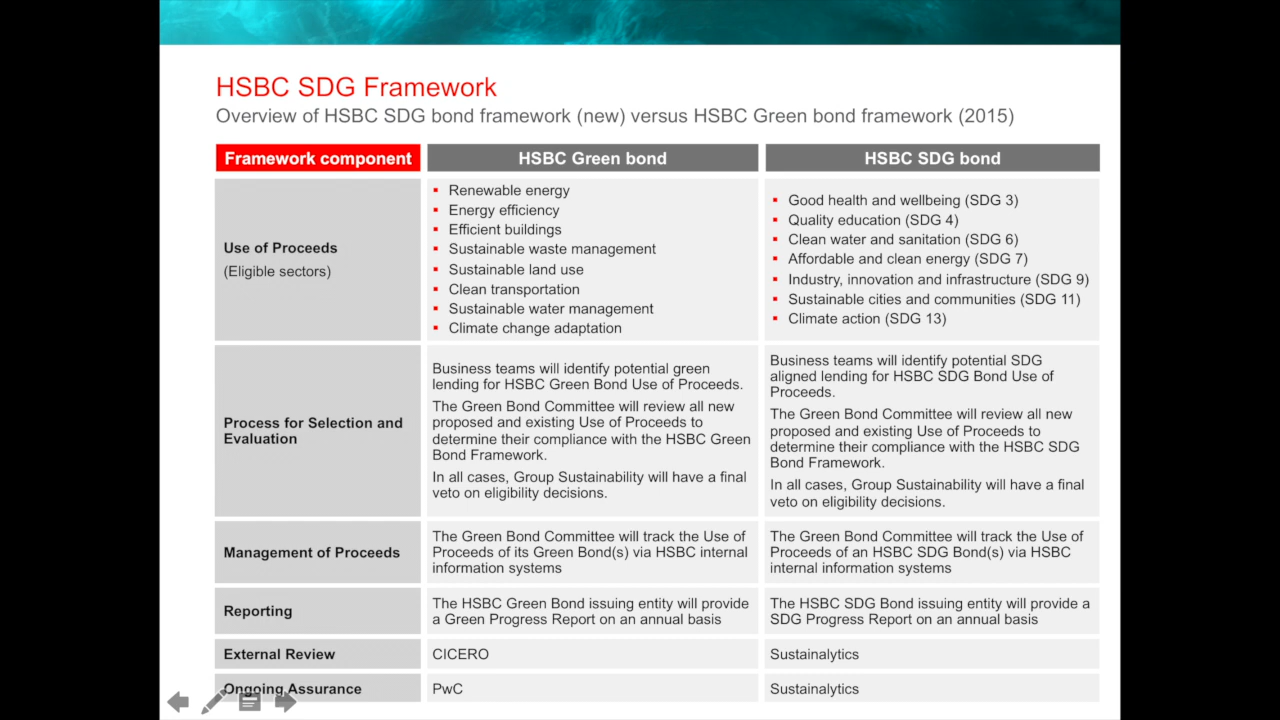 HSBC SDG Framework
Overview of HSBC SDG bond framework (new) versus HSBC Green bond framework (2015)
Framework component
HSBC Green bond
HSBC SDG bond
Use of Proceeds
(Eligible sectors)
Renewable energy
Energy efficiency
Efficient buildings
Sustainable waste management
Sustainable land use
Clean transportation
Sustainable water management
Climate change adaptation
Good health and wellbeing (SDG 3)
Quality education (SDG 4)
Clean water and sanitation (SDG 6)
Affordable and clean energy (SDG 7)
Industry, innovation and infrastructure (SDG 9)
Sustainable cities and communities (SDG 11)
Climate action (SDG 13)
Process for Selection and
Evaluation
Business teams will identify potential green
lending for HSBC Green Bond Use of Proceeds.
The Green Bond Committee will review all new
proposed and existing Use of Proceeds to
determine their compliance with the HSBC Green
Bond Framework.
In all cases, Group Sustainability will have a final
veto on eligibility decisions.
Business teams will identify potential SDG
aligned lending for HSBC SDG Bond Use of
Proceeds.
The Green Bond Committee will review all new
proposed and existing Use of Proceeds to
determine their compliance with the HSBC SDG
Bond Framework.
In all cases, Group Sustainability will have a final
veto on eligibility decisions.
Management of Proceeds
The Green Bond Committee will track the Use of
Proceeds of its Green Bond(s) via HSBC internal
information systems
The Green Bond Committee will track the Use of
Proceeds of an HSBC SDG Bond(s) via HSBC
internal information systems
Reporting
The HSBC Green Bond issuing entity will provide
a Green Progress Report on an annual basis
The HSBC SDG Bond issuing entity will provide a
SDG Progress Report on an annual basis
External Review
CICERO
Sustainalytics
Ongoing Assurance
PwC
Sustainalytics